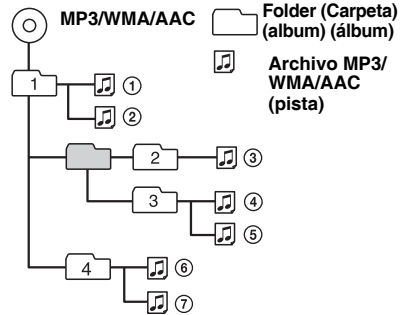 MP3/WMA/AAC
Folder (Carpeta)
(album) (álbum)
Archivo MP3/
WMA/AAC
(pista)
1
①
②
2
③
3
④
⑤
4
⑥
⑦